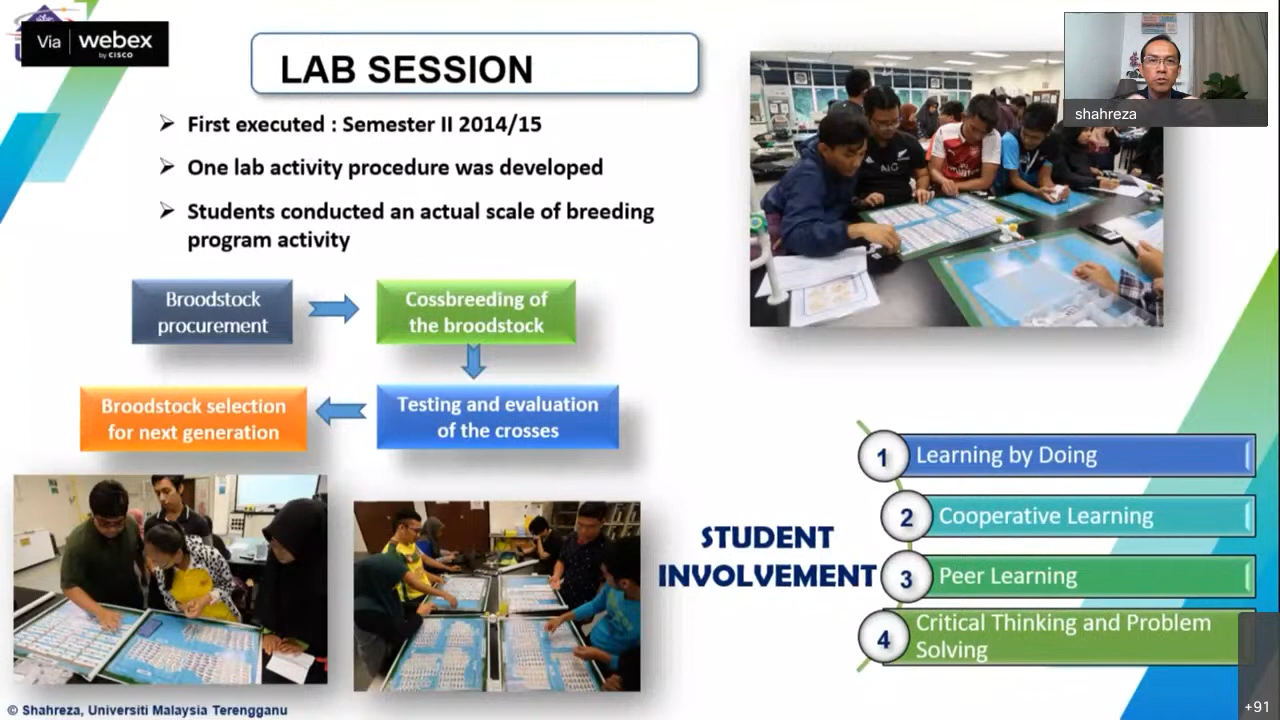 Via webex
by CISCO
LAB SESSION
shahreza
➢ First executed : Semester II 2014/15
➢ One lab activity procedure was developed
➢ Students conducted an actual scale of breeding
program activity
Broodstock
procurement
Cossbreeding of
the broodstock
Broodstock selection
for next generation
Testing and evaluation
of the crosses
STUDENT
INVOLVEMENT
1 Learning by Doing
2 Cooperative Learning
3 Peer Learning
4 Critical Thinking and Problem
Solving
© Shahreza, Universiti Malaysia Terengganu
+91